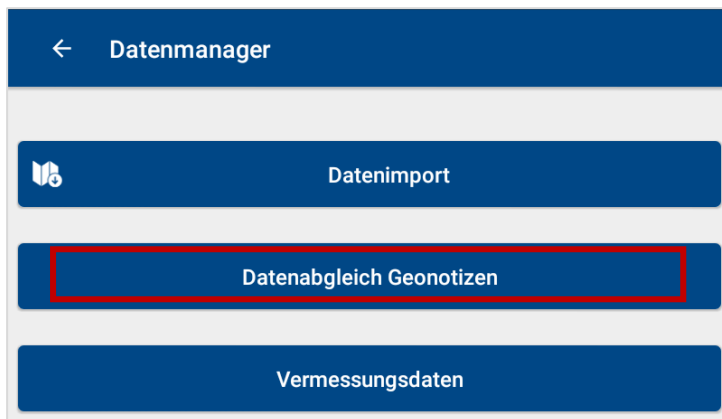 Datenmanager
Datenimport
Datenabgleich Geonotizen
Vermessungsdaten